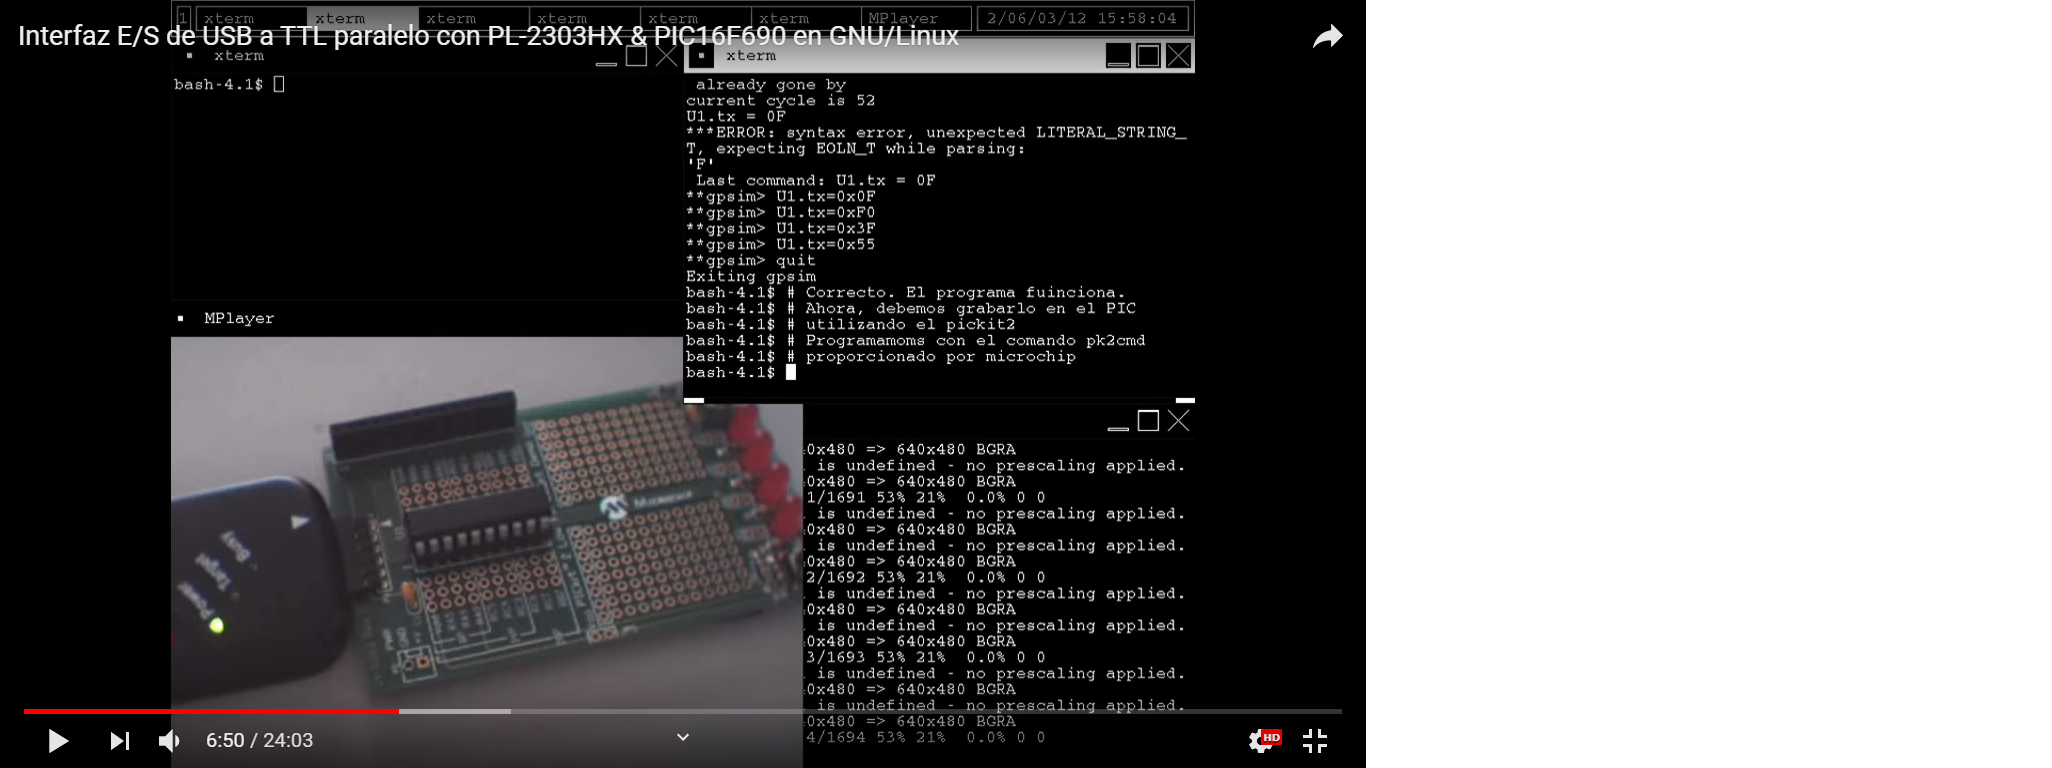 1 xterm xterm xterm xterm xterm xterm MPlayer 2/06/03/12 15:58:04
Interfaz E/S de USB a TTL paralelo con PL-2303HX & PIC16F690 en GNU/Linux
xterm
bash-4.1$
xterm
already gone by
current cycle is 52
U1.tx = 0F
***ERROR: syntax error, unexpected LITERAL_STRING_
T, expecting EOLN_T while parsing:
'F'
Last command: U1.tx = 0F
**gpsim> U1.tx=0x0F
**gpsim> U1.tx=0xF0
**gpsim> U1.tx=0x3F
**gpsim> U1.tx=0x55
**gpsim> quit
Exiting gpsim
bash-4.1$ # Correcto. El programa fuinciona.
bash-4.1$ # Ahora, debemos grabarlo en el PIC
bash-4.1$ # utilizando el pickit2
bash-4.1$ # Programamoms con el comando pk2cmd
bash-4.1$ # proporcionado por microchip
bash-4.1$
MPlayer
Busy
Target
Power
Microchip
0x480 => 640x480 BGRA
is undefined - no prescaling applied.
0x480 => 640x480 BGRA
1/1691 53% 21% 0.0% 0 0
is undefined - no prescaling applied.
0x480 => 640x480 BGRA
is undefined - no prescaling applied.
0x480 => 640x480 BGRA
2/1692 53% 21% 0.0% 0 0
is undefined - no prescaling applied.
0x480 => 640x480 BGRA
is undefined - no prescaling applied.
0x480 => 640x480 BGRA
3/1693 53% 21% 0.0% 0 0
is undefined - no prescaling applied.
0x480 => 640x480 BGRA
is undefined - no prescaling applied.
0x480 => 640x480 BGRA
4/1694 53% 21% 0.0% 0 0
6:50 / 24:03
HD